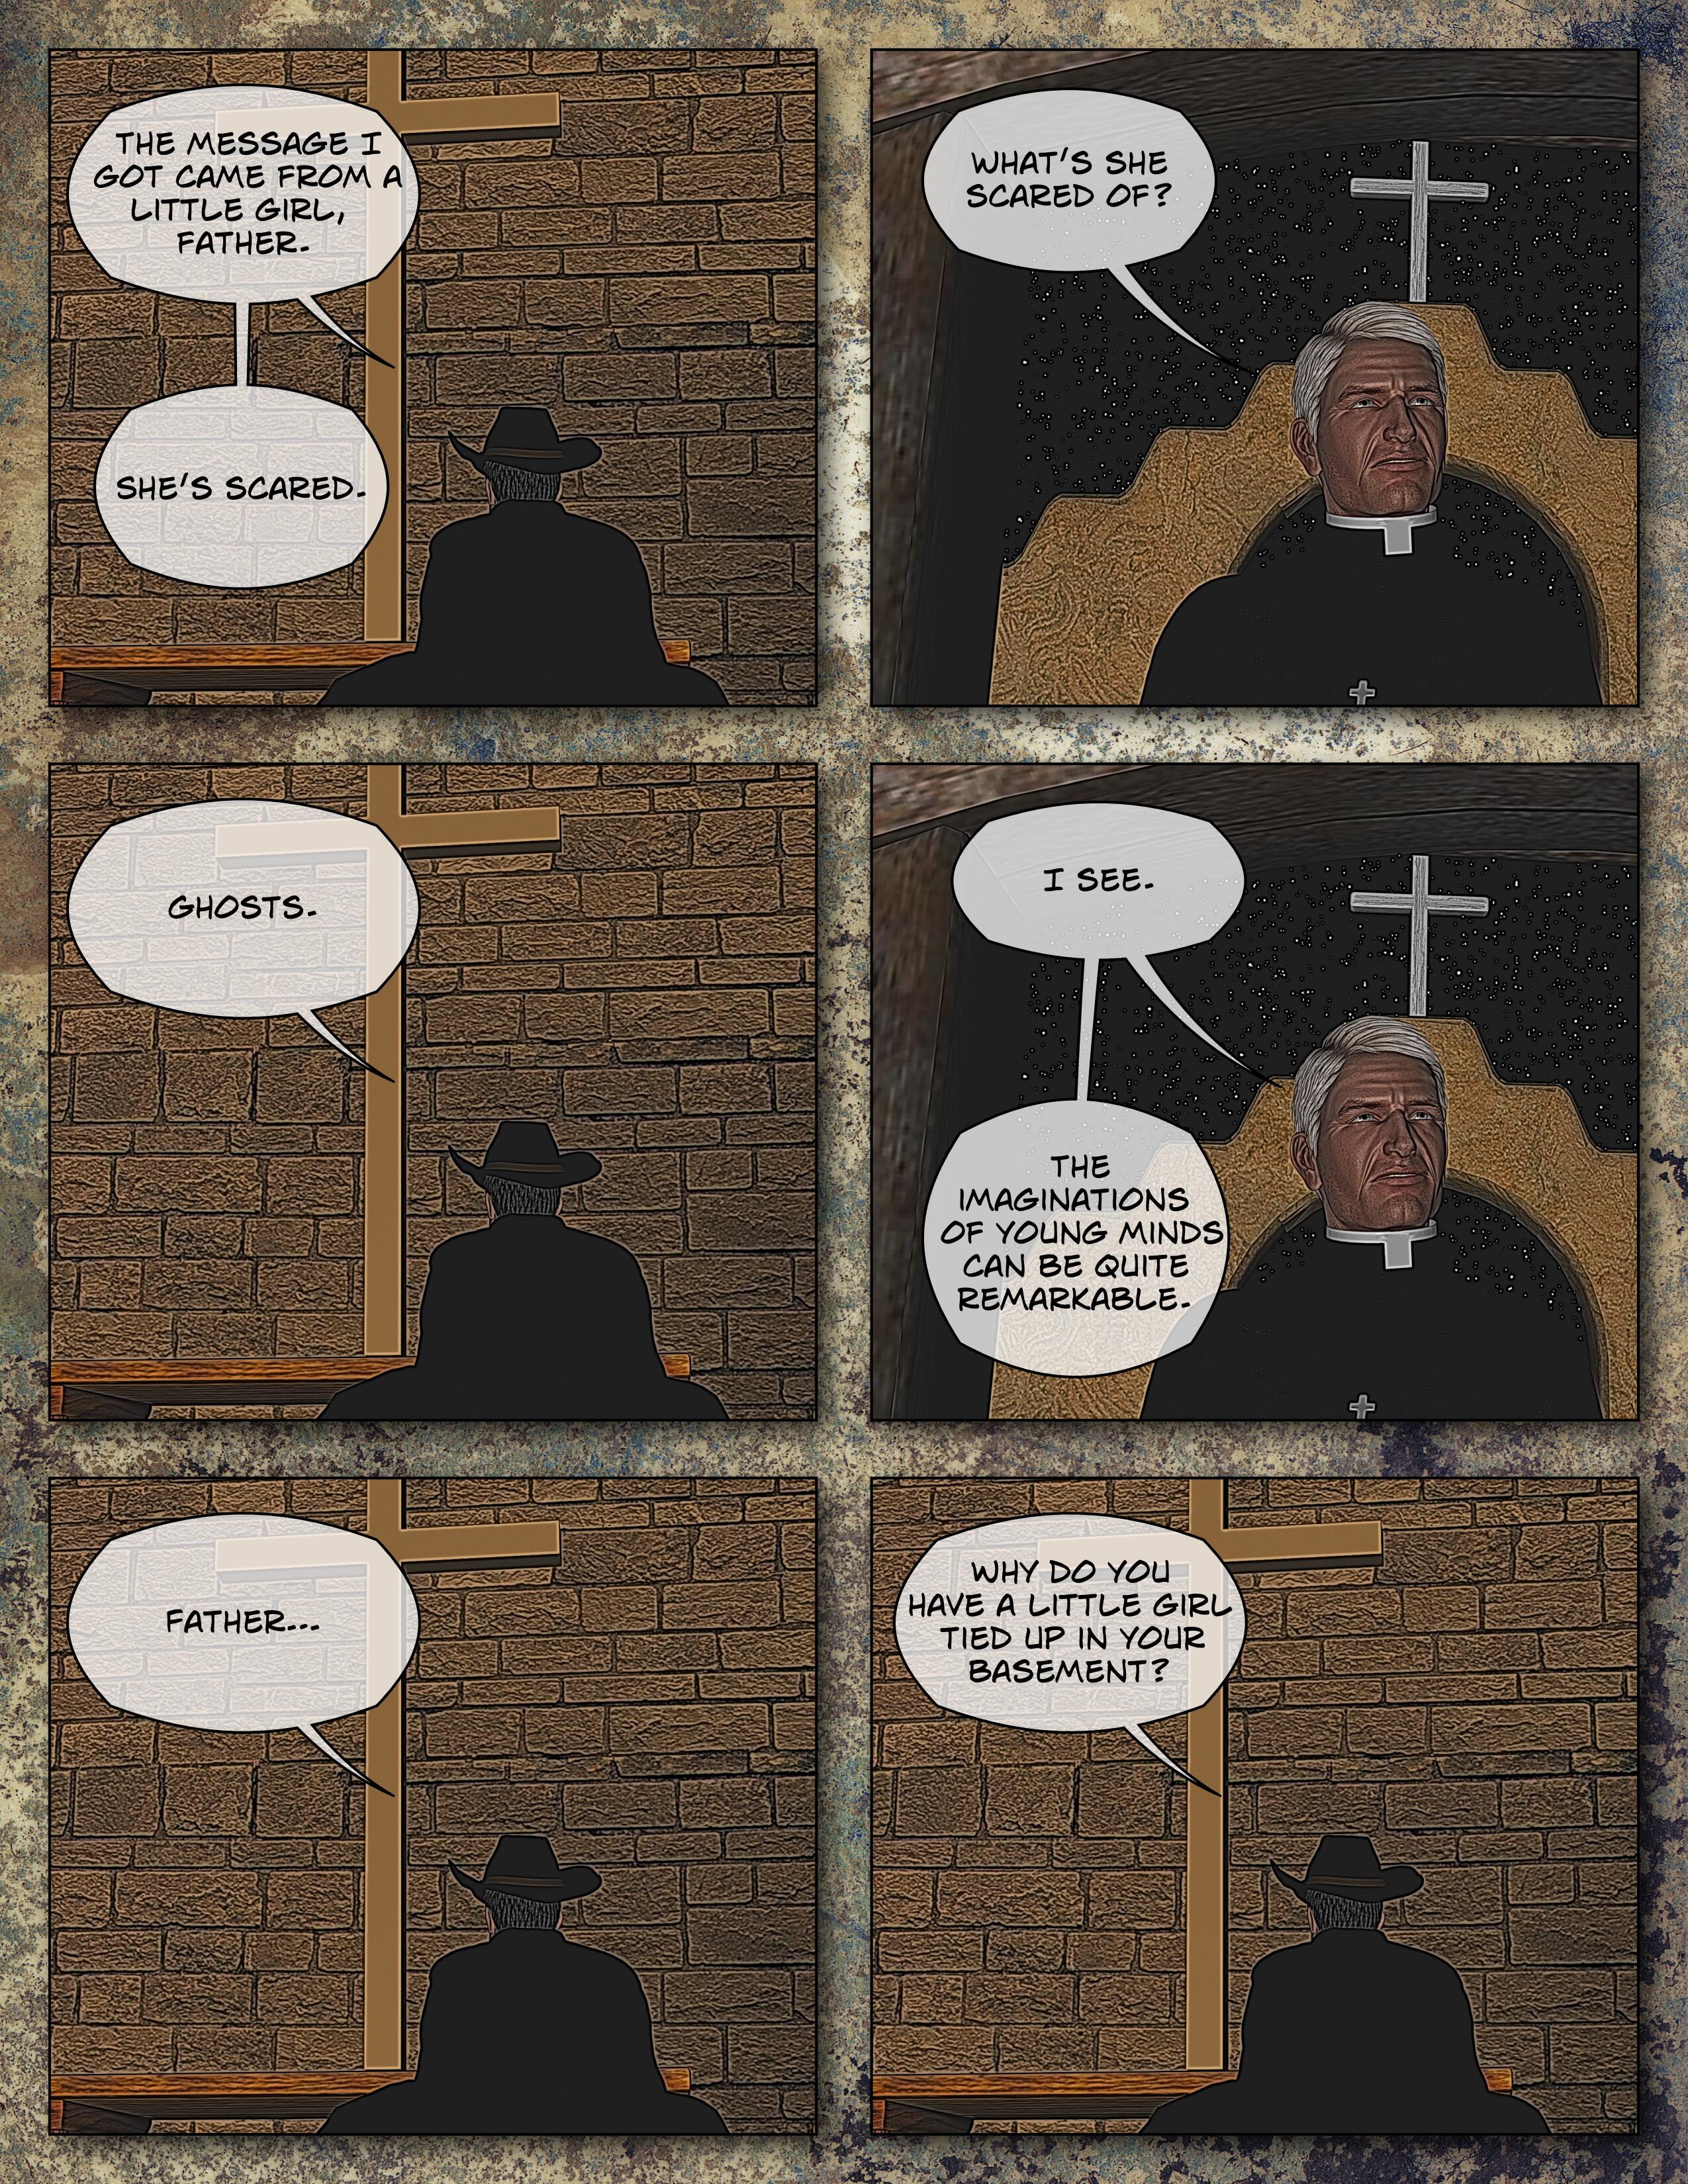 THE MESSAGE I
GOT CAME FROM A
LITTLE GIRL,
FATHER.
SHE'S SCARED.
WHAT'S SHE
SCARED OF?
GHOSTS.
I SEE.
THE
IMAGINATIONS
OF YOUNG MINDS
CAN BE QUITE
REMARKABLE.
FATHER...
WHY DO YOU
HAVE A LITTLE GIRL
TIED UP IN YOUR
BASEMENT?